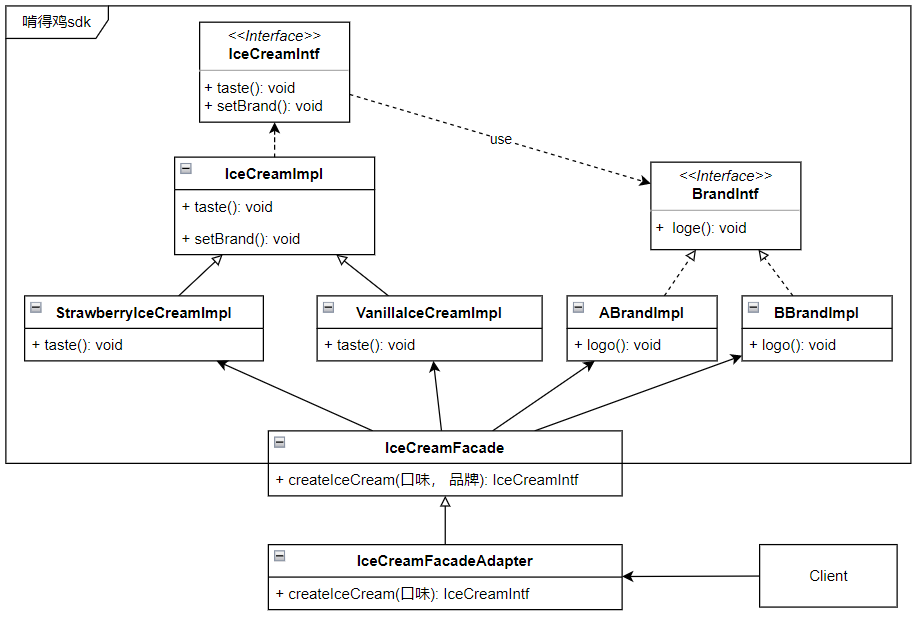 啃得鸡sdk
<<Interface>>
IceCreamIntf
+ taste(): void
+ setBrand(): void
use
<<Interface>>
BrandIntf
+ loge(): void
IceCreamImpl
+ taste(): void
+ setBrand(): void
StrawberryIceCreamImpl
+ taste(): void
VanillaIceCreamImpl
+ taste(): void
ABrandImpl
+ logo(): void
BBrandImpl
+ logo(): void
IceCreamFacade
+ createIceCream(口味， 品牌): IceCreamIntf
IceCreamFacadeAdapter
+ createIceCream(口味): IceCreamIntf
Client